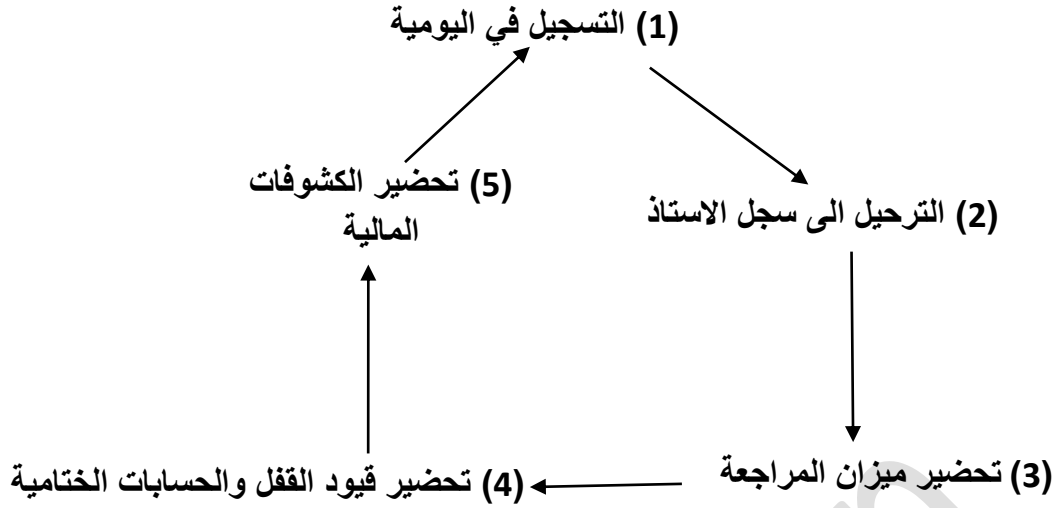 (1) التسجيل في اليومية
(2) الترحيل الى سجل الاستاذ
(3) تحضير ميزان المراجعة
(4) تحضير قيود القفل والحسابات الختامية
(5) تحضير الكشوفات
المالية